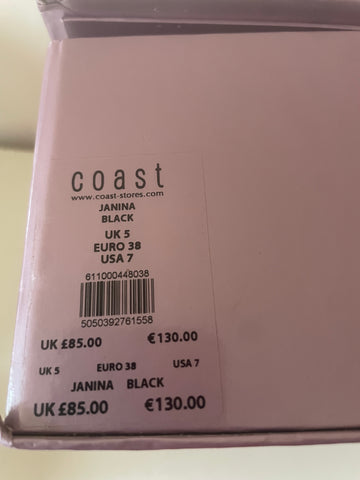 coast
www.coast-stores.com
JANINA
BLACK
UK 5
EURO 38
USA 7
611000448038
5050392761558
UK £85.00 €130.00
UK 5 EURO 38 USA 7
JANINA BLACK
UK £85.00 €130.00